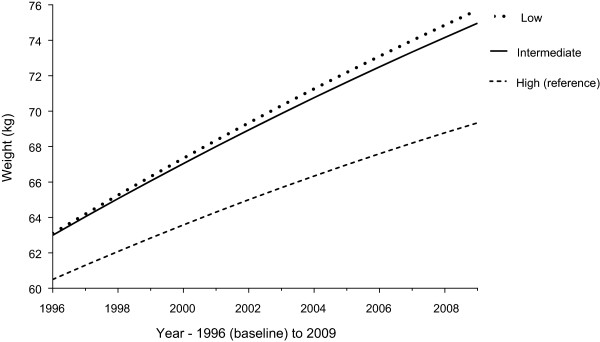 76
74
72
70
68
66
64
62
60
Weight (kg)
1996 1998 2000 2002 2004 2006 2008
Year - 1996 (baseline) to 2009
Low
Intermediate
High (reference)